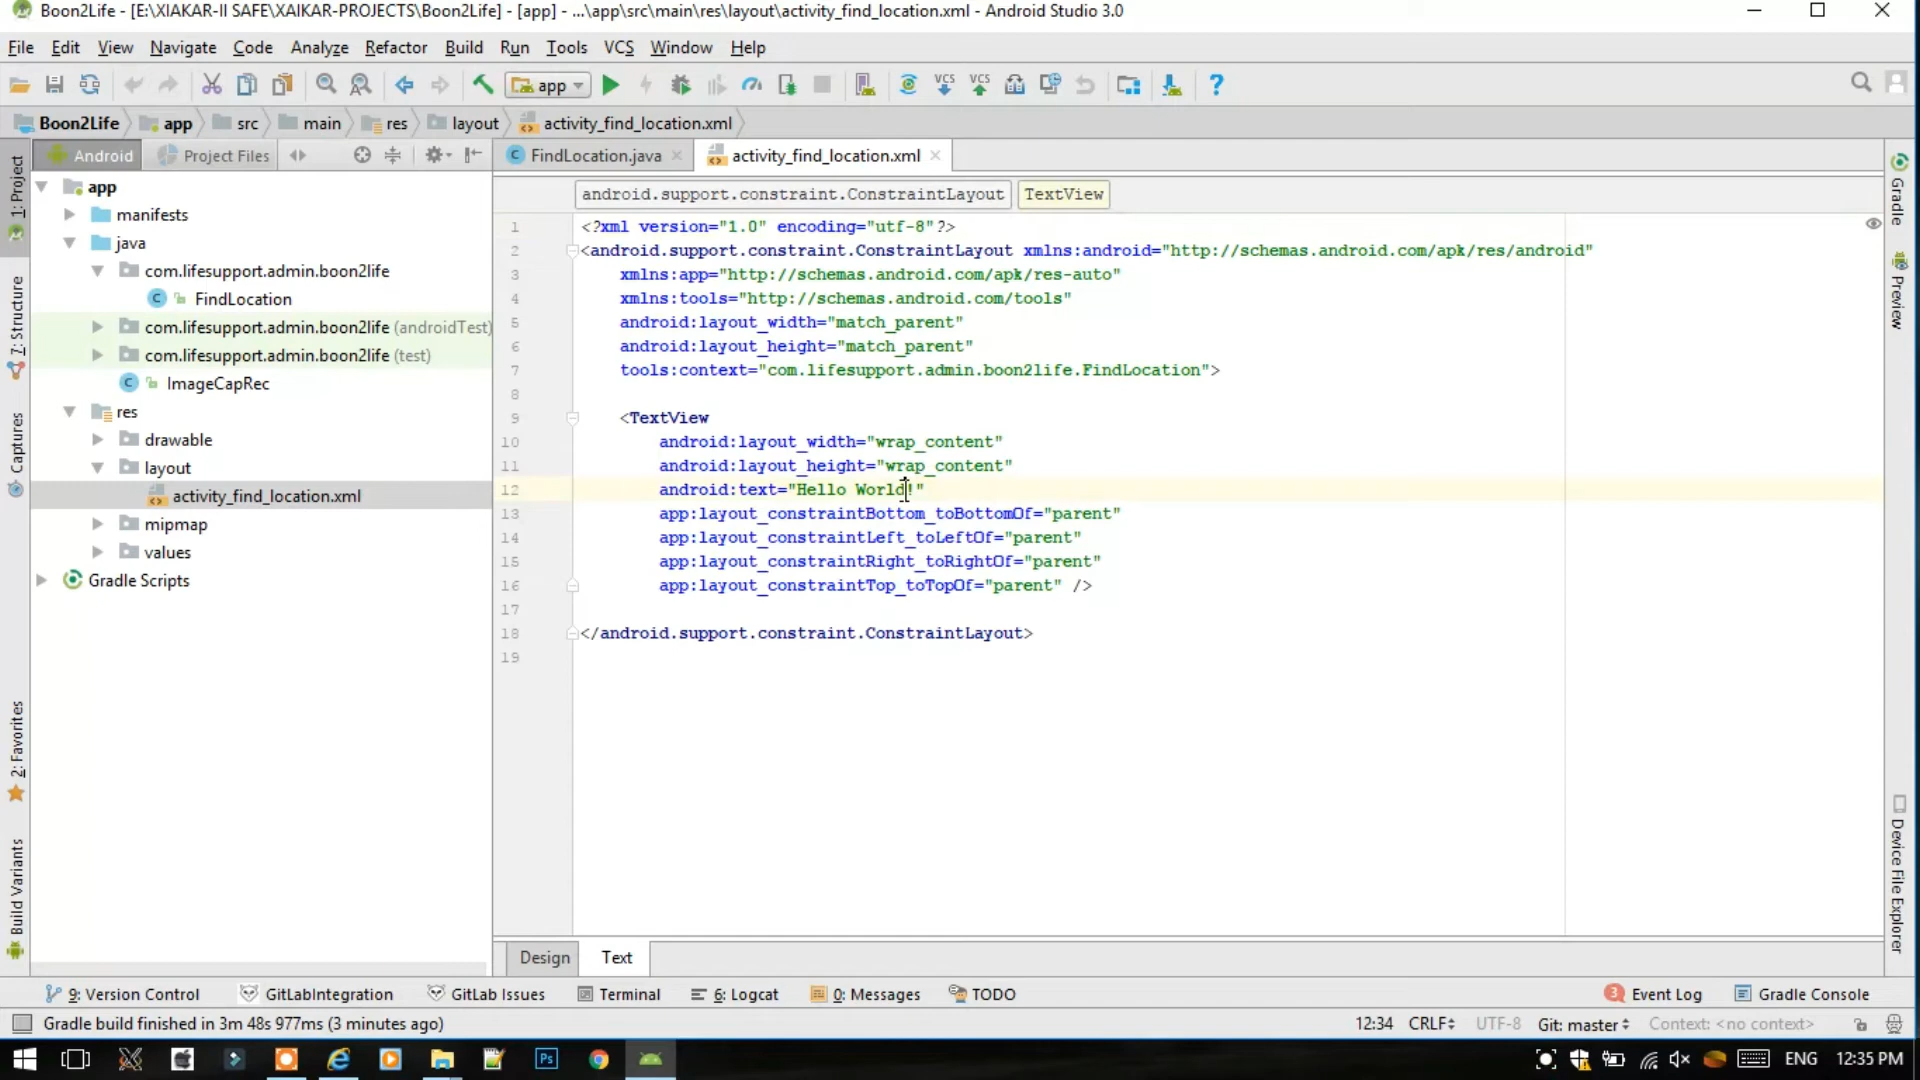 Boon2Life - [E:\XIAKAR-II SAFE\XAIKAR-PROJECTS\Boon2Life] - [app] - ...\app\src\main\res\layout\activity_find_location.xml - Android Studio 3.0
File Edit View Navigate Code Analyze Refactor Build Run Tools VCS Window Help
app VCS VCS ?
Boon2Life app src main res layout activity_find_location.xml
Android Project Files
FindLocation.java activity_find_location.xml
android.support.constraint.ConstraintLayout TextView
1: Project
7: Structure
Captures
2: Favorites
Build Variants
app
manifests
java
com.lifesupport.admin.boon2life
FindLocation
com.lifesupport.admin.boon2life (androidTest)
com.lifesupport.admin.boon2life (test)
ImageCapRec
res
drawable
layout
activity_find_location.xml
mipmap
values
Gradle Scripts
1 <?xml version="1.0" encoding="utf-8"?>
2 <android.support.constraint.ConstraintLayout xmlns:android="http://schemas.android.com/apk/res/android"
3 xmlns:app="http://schemas.android.com/apk/res-auto"
4 xmlns:tools="http://schemas.android.com/tools"
5 android:layout_width="match_parent"
6 android:layout_height="match_parent"
7 tools:context="com.lifesupport.admin.boon2life.FindLocation">
8
9 <TextView
10 android:layout_width="wrap_content"
11 android:layout_height="wrap_content"
12 android:text="Hello World!"
13 app:layout_constraintBottom_toBottomOf="parent"
14 app:layout_constraintLeft_toLeftOf="parent"
15 app:layout_constraintRight_toRightOf="parent"
16 app:layout_constraintTop_toTopOf="parent" />
17
18 </android.support.constraint.ConstraintLayout>
19
Gradle
Preview
Device File Explorer
Design Text
9: Version Control GitLabIntegration GitLab Issues Terminal 6: Logcat 0: Messages TODO 3 Event Log Gradle Console
Gradle build finished in 3m 48s 977ms (3 minutes ago) 12:34 CRLF UTF-8 Git: master Context: <no context>
Ps ENG 12:35 PM